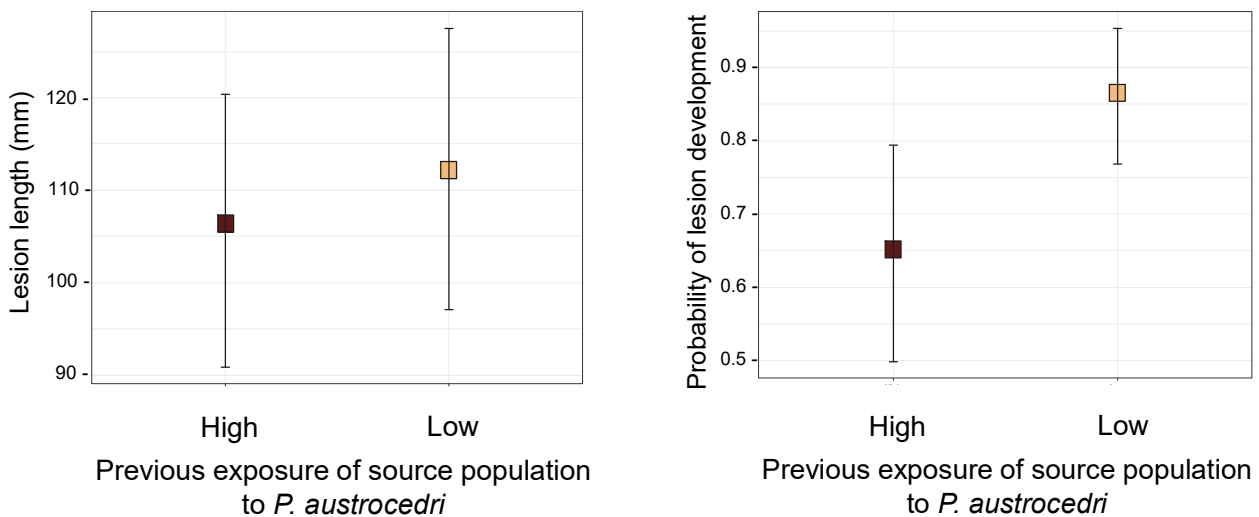 Lesion length (mm)
120
110
100
90
High
Low
Previous exposure of source population
to P. austrocedri
Probability of lesion development
0.9
0.8
0.7
0.6
0.5
High
Low
Previous exposure of source population
to P. austrocedri